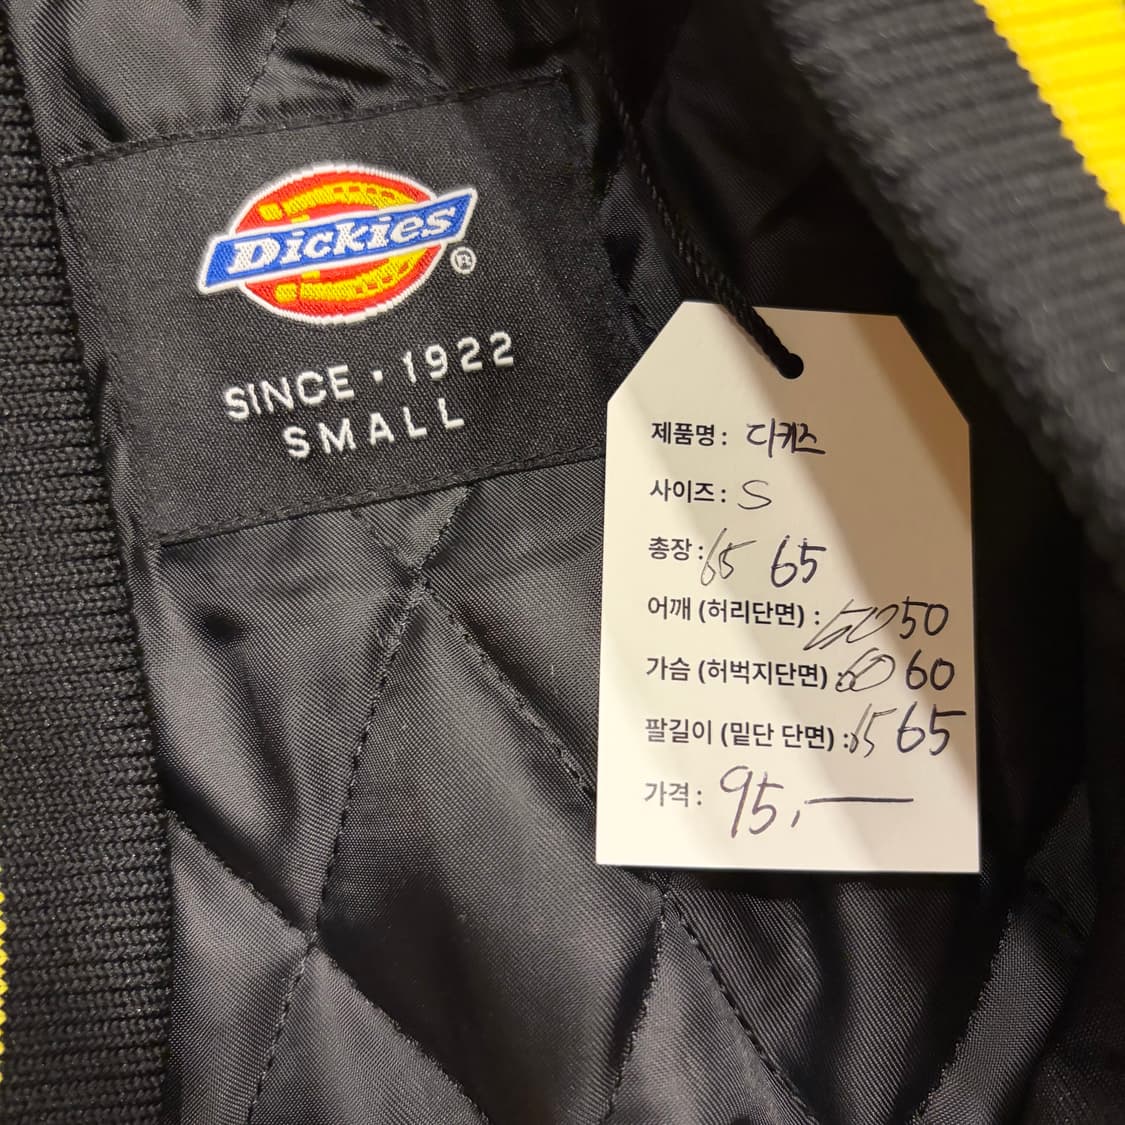 Dickies ®
SINCE · 1922
SMALL
제품명: 디키즈
사이즈: S
총장: 65 65
어깨 (허리단면) : 50 50
가슴 (허벅지단면) : 60 60
팔길이 (밑단 단면) : 65 65
가격: 95,―